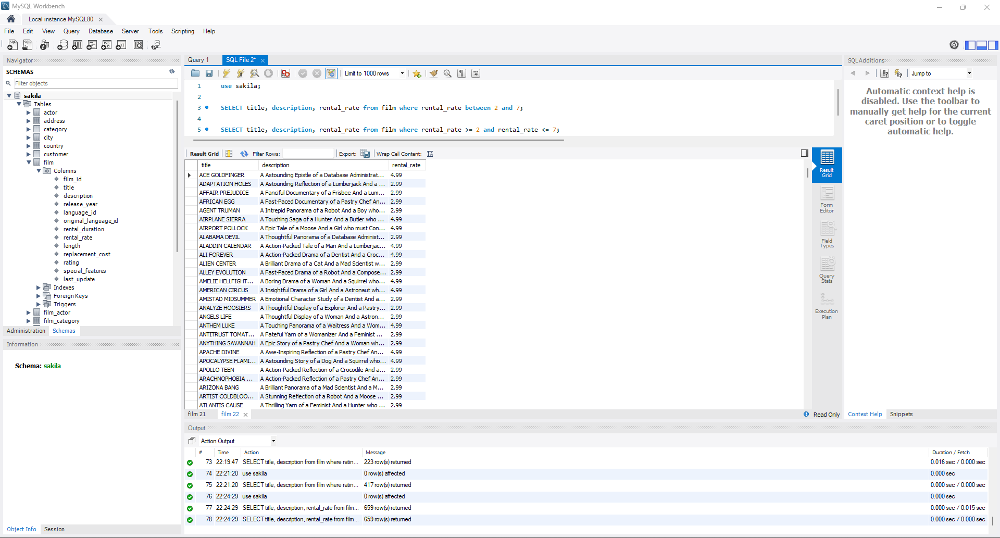 MySQL Workbench
Local instance MySQL80
File Edit View Query Database Server Tools Scripting Help
Navigator
SCHEMAS
Filter objects
sakila
Tables
actor
address
category
city
country
customer
film
Columns
film_id
title
description
release_year
language_id
original_language_id
rental_duration
rental_rate
length
replacement_cost
rating
special_features
last_update
Indexes
Foreign Keys
Triggers
film_actor
film_category
Administration Schemas
Information
Schema: sakila
Object Info Session
Query 1 SQL File 2*
Limit to 1000 rows
1 use sakila;
2
3 SELECT title, description, rental_rate from film where rental_rate between 2 and 7;
4
5 SELECT title, description, rental_rate from film where rental_rate >= 2 and rental_rate <= 7;
Result Grid Filter Rows: Export: Wrap Cell Content:
title description rental_rate
ACE GOLDFINGER A Astounding Epistle of a Database Administrat... 4.99
ADAPTATION HOLES A Astounding Reflection of a Lumberjack And a ... 2.99
AFFAIR PREJUDICE A Fanciful Documentary of a Frisbee And a Lum... 2.99
AFRICAN EGG A Fast-Paced Documentary of a Pastry Chef An... 2.99
AGENT TRUMAN A Intrepid Panorama of a Robot And a Boy who... 2.99
AIRPLANE SIERRA A Touching Saga of a Hunter And a Butler who ... 4.99
AIRPORT POLLOCK A Epic Tale of a Moose And a Girl who must Con... 4.99
ALABAMA DEVIL A Thoughtful Panorama of a Database Administ... 2.99
ALADDIN CALENDAR A Action-Packed Tale of a Man And a Lumberjac... 4.99
ALI FOREVER A Action-Packed Drama of a Dentist And a Croc... 4.99
ALIEN CENTER A Brilliant Drama of a Cat And a Mad Scientist w... 2.99
ALLEY EVOLUTION A Fast-Paced Drama of a Robot And a Compose... 2.99
AMELIE HELLFIGHT... A Boring Drama of a Woman And a Squirrel who... 4.99
AMERICAN CIRCUS A Insightful Drama of a Girl And a Astronaut wh... 4.99
AMISTAD MIDSUMMER A Emotional Character Study of a Dentist And a... 2.99
ANALYZE HOOSIERS A Thoughtful Display of a Explorer And a Pastry... 2.99
ANGELS LIFE A Thoughtful Display of a Woman And a Astron... 2.99
ANTHEM LUKE A Touching Panorama of a Waitress And a Wom... 4.99
ANTITRUST TOMAT... A Fateful Yarn of a Womanizer And a Feminist ... 2.99
ANYTHING SAVANNAH A Epic Story of a Pastry Chef And a Woman wh... 2.99
APACHE DIVINE A Awe-Inspiring Reflection of a Pastry Chef An... 4.99
APOCALYPSE FLAMI... A Astounding Story of a Dog And a Squirrel who... 4.99
APOLLO TEEN A Action-Packed Reflection of a Crocodile And a... 2.99
ARACHNOPHOBIA ... A Action-Packed Reflection of a Pastry Chef An... 2.99
ARIZONA BANG A Brilliant Panorama of a Mad Scientist And a M... 2.99
ARTIST COLDBLOO... A Stunning Reflection of a Robot And a Moose ... 2.99
ATLANTIS CAUSE A Thrilling Yarn of a Feminist And a Hunter who ... 2.99
film 21 film 22
Read Only
Result
Grid
Form
Editor
Field
Types
Query
Stats
Execution
Plan
Output
Action Output
# Time Action Message Duration / Fetch
73 22:19:47 SELECT title, description from film where ratin... 223 row(s) returned 0.016 sec / 0.000 sec
74 22:21:20 use sakila 0 row(s) affected 0.000 sec
75 22:21:20 SELECT title, description from film where ratin... 417 row(s) returned 0.000 sec / 0.000 sec
76 22:24:29 use sakila 0 row(s) affected 0.000 sec
77 22:24:29 SELECT title, description, rental_rate from film... 659 row(s) returned 0.000 sec / 0.015 sec
78 22:24:29 SELECT title, description, rental_rate from film... 659 row(s) returned 0.000 sec / 0.000 sec
SQLAdditions
Jump to
Automatic context help is
disabled. Use the toolbar to
manually get help for the current
caret position or to toggle
automatic help.
Context Help Snippets